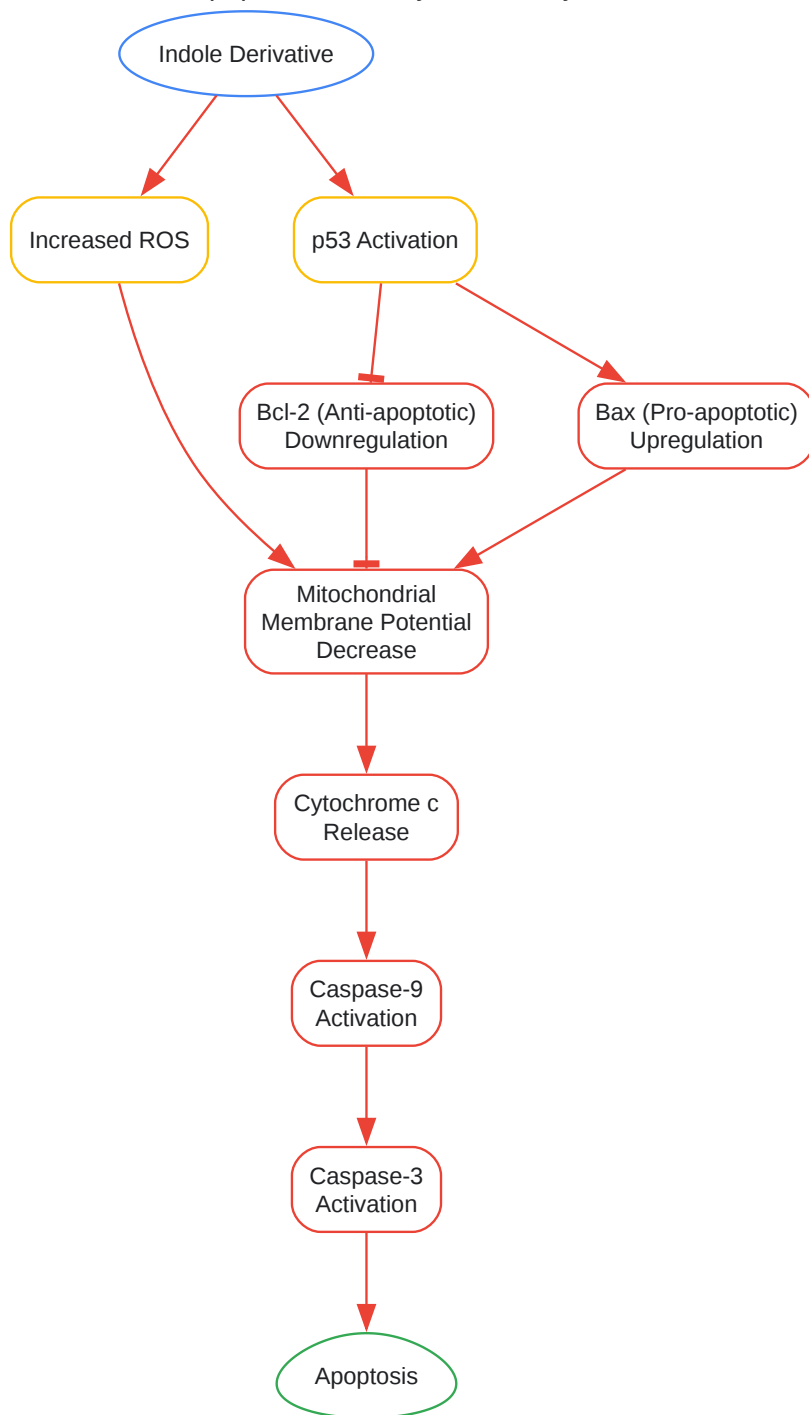 Indole Derivative
Increased ROS
p53 Activation
Bcl-2 (Anti-apoptotic)
Downregulation
Bax (Pro-apoptotic)
Upregulation
Mitochondrial
Membrane Potential
Decrease
Cytochrome c
Release
Caspase-9
Activation
Caspase-3
Activation
Apoptosis